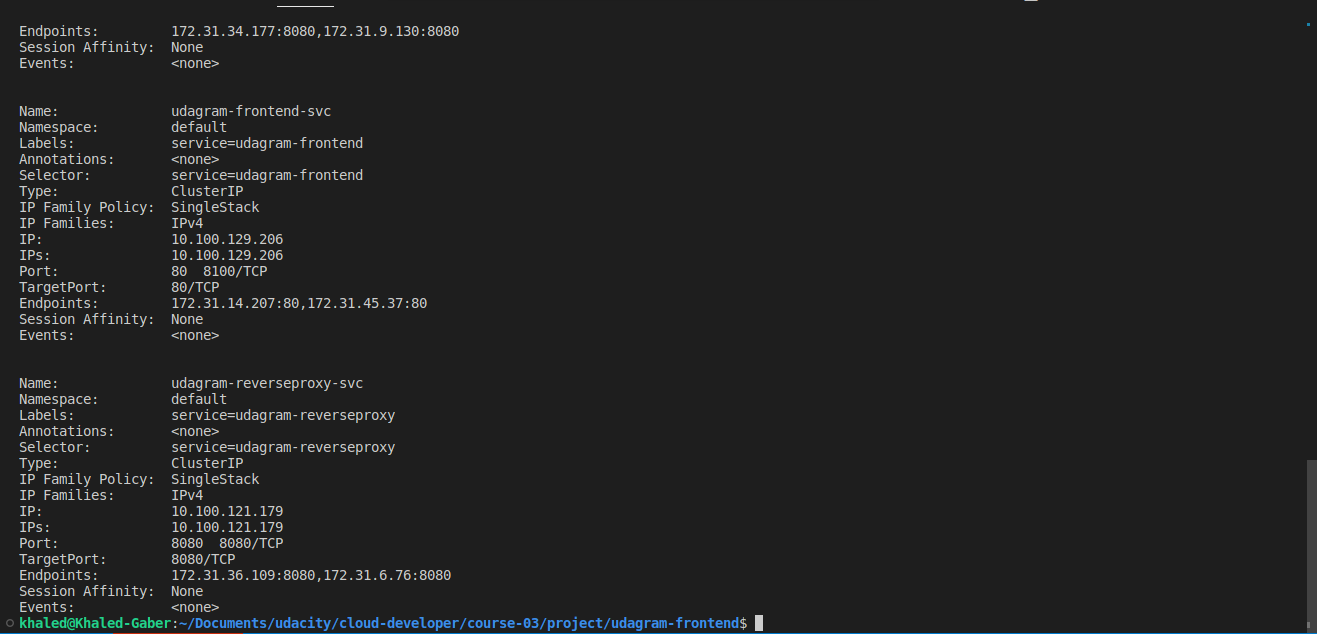 Endpoints:         172.31.34.177:8080,172.31.9.130:8080
Session Affinity:  None
Events:            <none>
Name:              udagram-frontend-svc
Namespace:         default
Labels:            service=udagram-frontend
Annotations:       <none>
Selector:          service=udagram-frontend
Type:              ClusterIP
IP Family Policy:  SingleStack
IP Families:       IPv4
IP:                10.100.129.206
IPs:               10.100.129.206
Port:              80  8100/TCP
TargetPort:        80/TCP
Endpoints:         172.31.14.207:80,172.31.45.37:80
Session Affinity:  None
Events:            <none>
Name:              udagram-reverseproxy-svc
Namespace:         default
Labels:            service=udagram-reverseproxy
Annotations:       <none>
Selector:          service=udagram-reverseproxy
Type:              ClusterIP
IP Family Policy:  SingleStack
IP Families:       IPv4
IP:                10.100.121.179
IPs:               10.100.121.179
Port:              8080  8080/TCP
TargetPort:        8080/TCP
Endpoints:         172.31.36.109:8080,172.31.6.76:8080
Session Affinity:  None
Events:            <none>
khaled@Khaled-Gaber:~/Documents/udacity/cloud-developer/course-03/project/udagram-frontend$